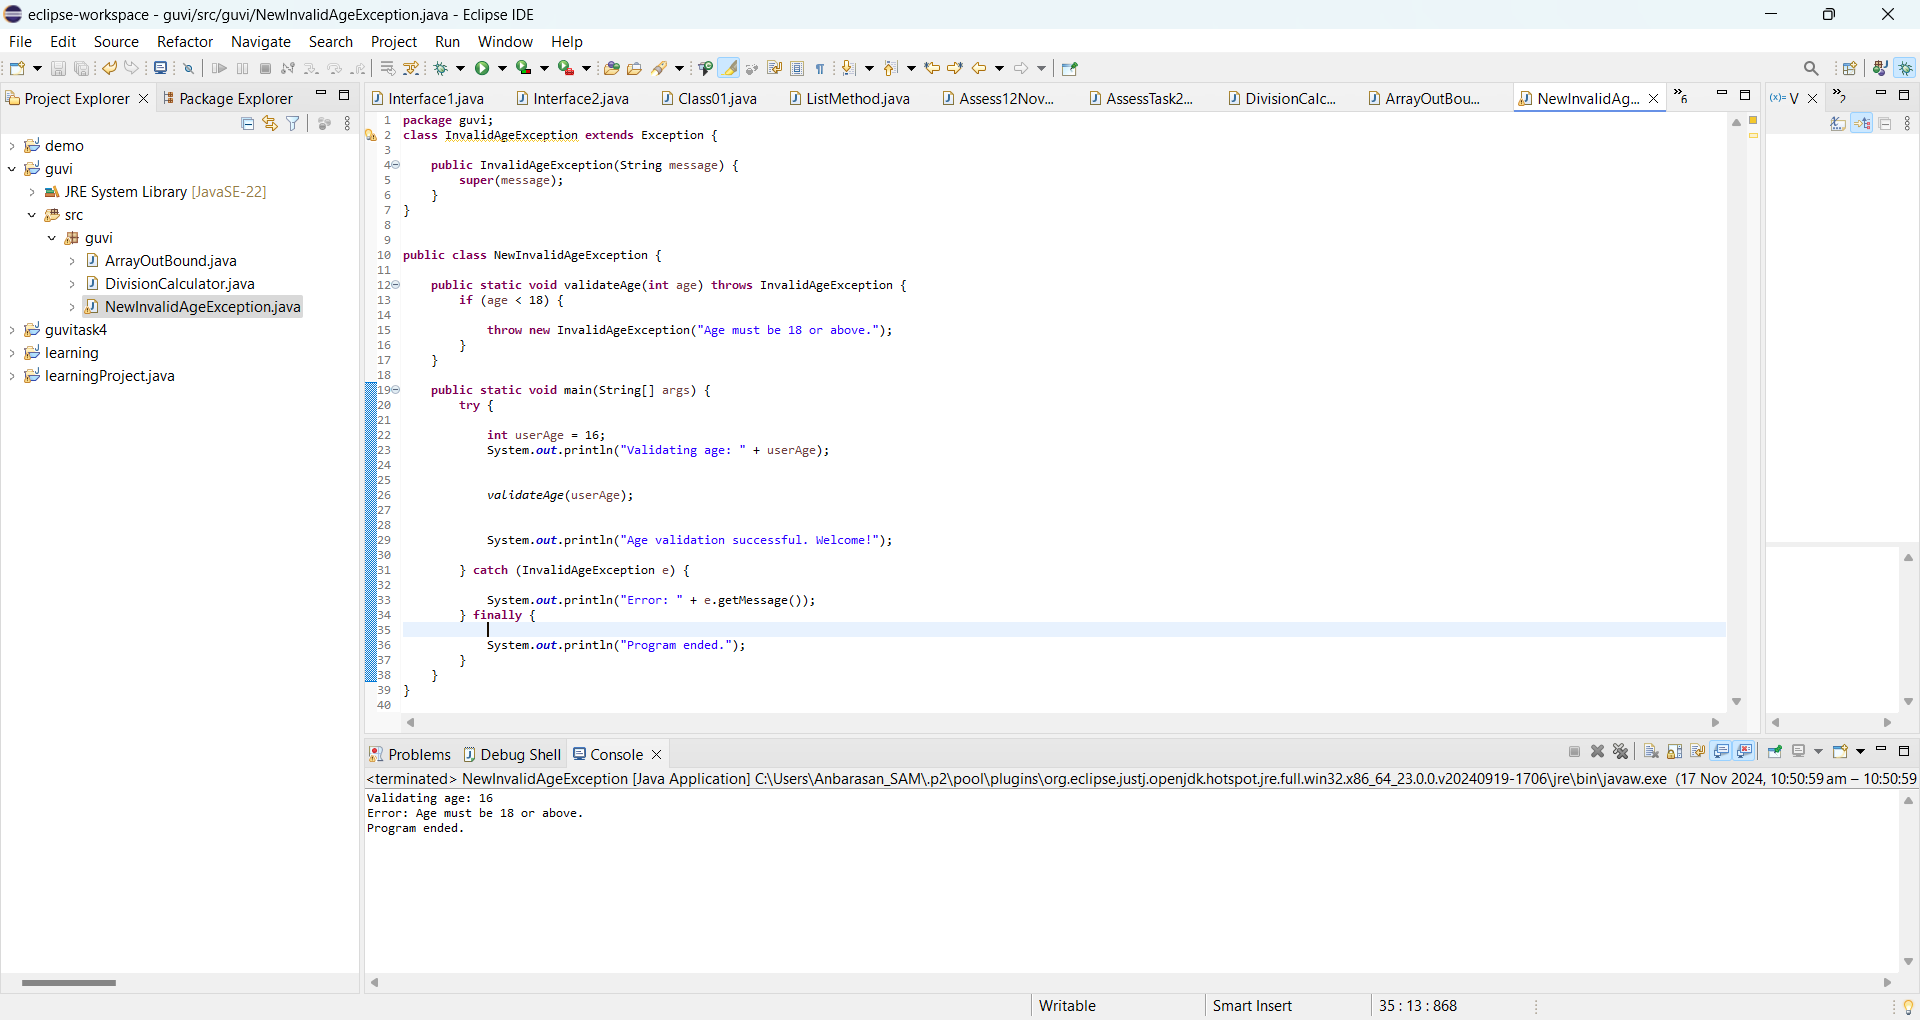 eclipse-workspace - guvi/src/guvi/NewInvalidAgeException.java - Eclipse IDE
File Edit Source Refactor Navigate Search Project Run Window Help
Project Explorer Package Explorer
demo
guvi
JRE System Library [JavaSE-22]
src
guvi
ArrayOutBound.java
DivisionCalculator.java
NewInvalidAgeException.java
guvitask4
learning
learningProject.java
Interface1.java Interface2.java Class01.java ListMethod.java Assess12Nov... AssessTask2... DivisionCalc... ArrayOutBou... NewInvalidAg... »6
1 package guvi;
2 class InvalidAgeException extends Exception {
3
4 public InvalidAgeException(String message) {
5 super(message);
6 }
7 }
8
9
10 public class NewInvalidAgeException {
11
12 public static void validateAge(int age) throws InvalidAgeException {
13 if (age < 18) {
14
15 throw new InvalidAgeException("Age must be 18 or above.");
16 }
17 }
18
19 public static void main(String[] args) {
20 try {
21
22 int userAge = 16;
23 System.out.println("Validating age: " + userAge);
24
25
26 validateAge(userAge);
27
28
29 System.out.println("Age validation successful. Welcome!");
30
31 } catch (InvalidAgeException e) {
32
33 System.out.println("Error: " + e.getMessage());
34 } finally {
35
36 System.out.println("Program ended.");
37 }
38 }
39 }
40
(x)= V »2
Problems Debug Shell Console
<terminated> NewInvalidAgeException [Java Application] C:\Users\Anbarasan_SAM\.p2\pool\plugins\org.eclipse.justj.openjdk.hotspot.jre.full.win32.x86_64_23.0.0.v20240919-1706\jre\bin\javaw.exe (17 Nov 2024, 10:50:59 am – 10:50:59
Validating age: 16
Error: Age must be 18 or above.
Program ended.
Writable Smart Insert 35 : 13 : 868